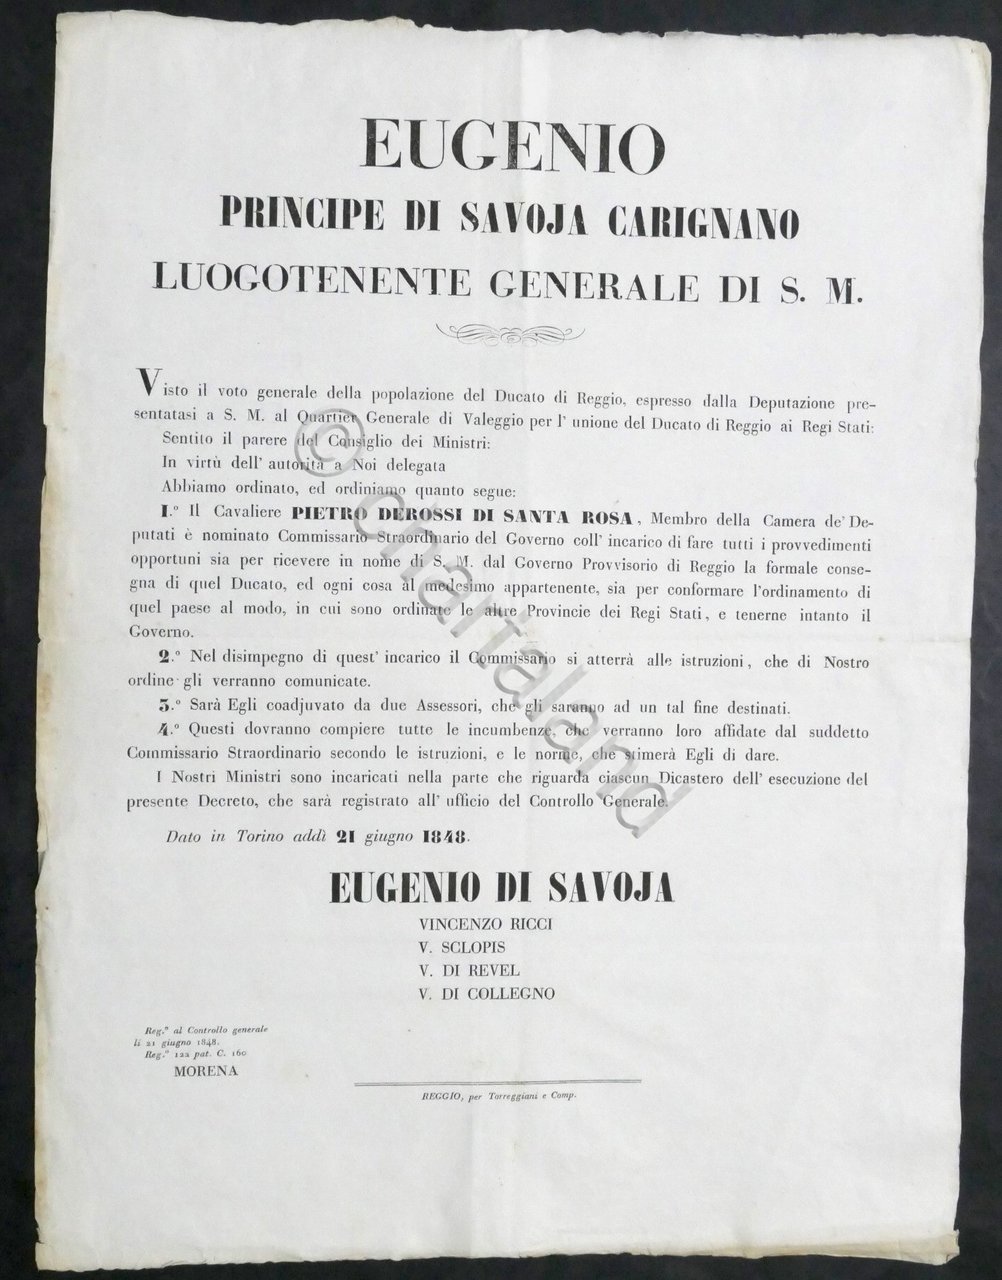 EUGENIO
PRINCIPE DI SAVOJA CARIGNANO
LUOGOTENENTE GENERALE DI S. M.
Visto il voto generale della popolazione del Ducato di Reggio, espresso dalla Deputazione pre-
sentatasi a S. M. al Quartier Generale di Valeggio per l' unione del Ducato di Reggio ai Regi Stati:
Sentito il parere del Consiglio dei Ministri:
In virtù dell' autorità a Noi delegata
Abbiamo ordinato, ed ordiniamo quanto segue:
1.° Il Cavaliere PIETRO DEROSSI DI SANTA ROSA, Membro della Camera de' De-
putati è nominato Commissario Straordinario del Governo coll' incarico di fare tutti i provvedimenti
opportuni sia per ricevere in nome di S. M. dal Governo Provvisorio di Reggio la formale conse-
gna di quel Ducato, ed ogni cosa al medesimo appartenente, sia per conformare l'ordinamento di
quel paese al modo, in cui sono ordinate le altre Provincie dei Regi Stati, e tenerne intanto il
Governo.
2.° Nel disimpegno di quest' incarico il Commissario si atterrà alle istruzioni, che di Nostro
ordine gli verranno comunicate.
3.° Sarà Egli coadjuvato da due Assessori, che gli saranno ad un tal fine destinati.
4.° Questi dovranno compiere tutte le incumbenze, che verranno loro affidate dal suddetto
Commissario Straordinario secondo le istruzioni, e le norme, che stimerà Egli di dare.
I Nostri Ministri sono incaricati nella parte che riguarda ciascun Dicastero dell' esecuzione del
presente Decreto, che sarà registrato all' ufficio del Controllo Generale.
Dato in Torino addì 21 giugno 1848.
EUGENIO DI SAVOJA
VINCENZO RICCI
V. SCLOPIS
V. DI REVEL
V. DI COLLEGNO
Reg.° al Controllo generale
lì 21 giugno 1848.
Reg.° 122 pat. C. 160
MORENA
REGGIO, per Torreggiani e Comp.
© chartaland